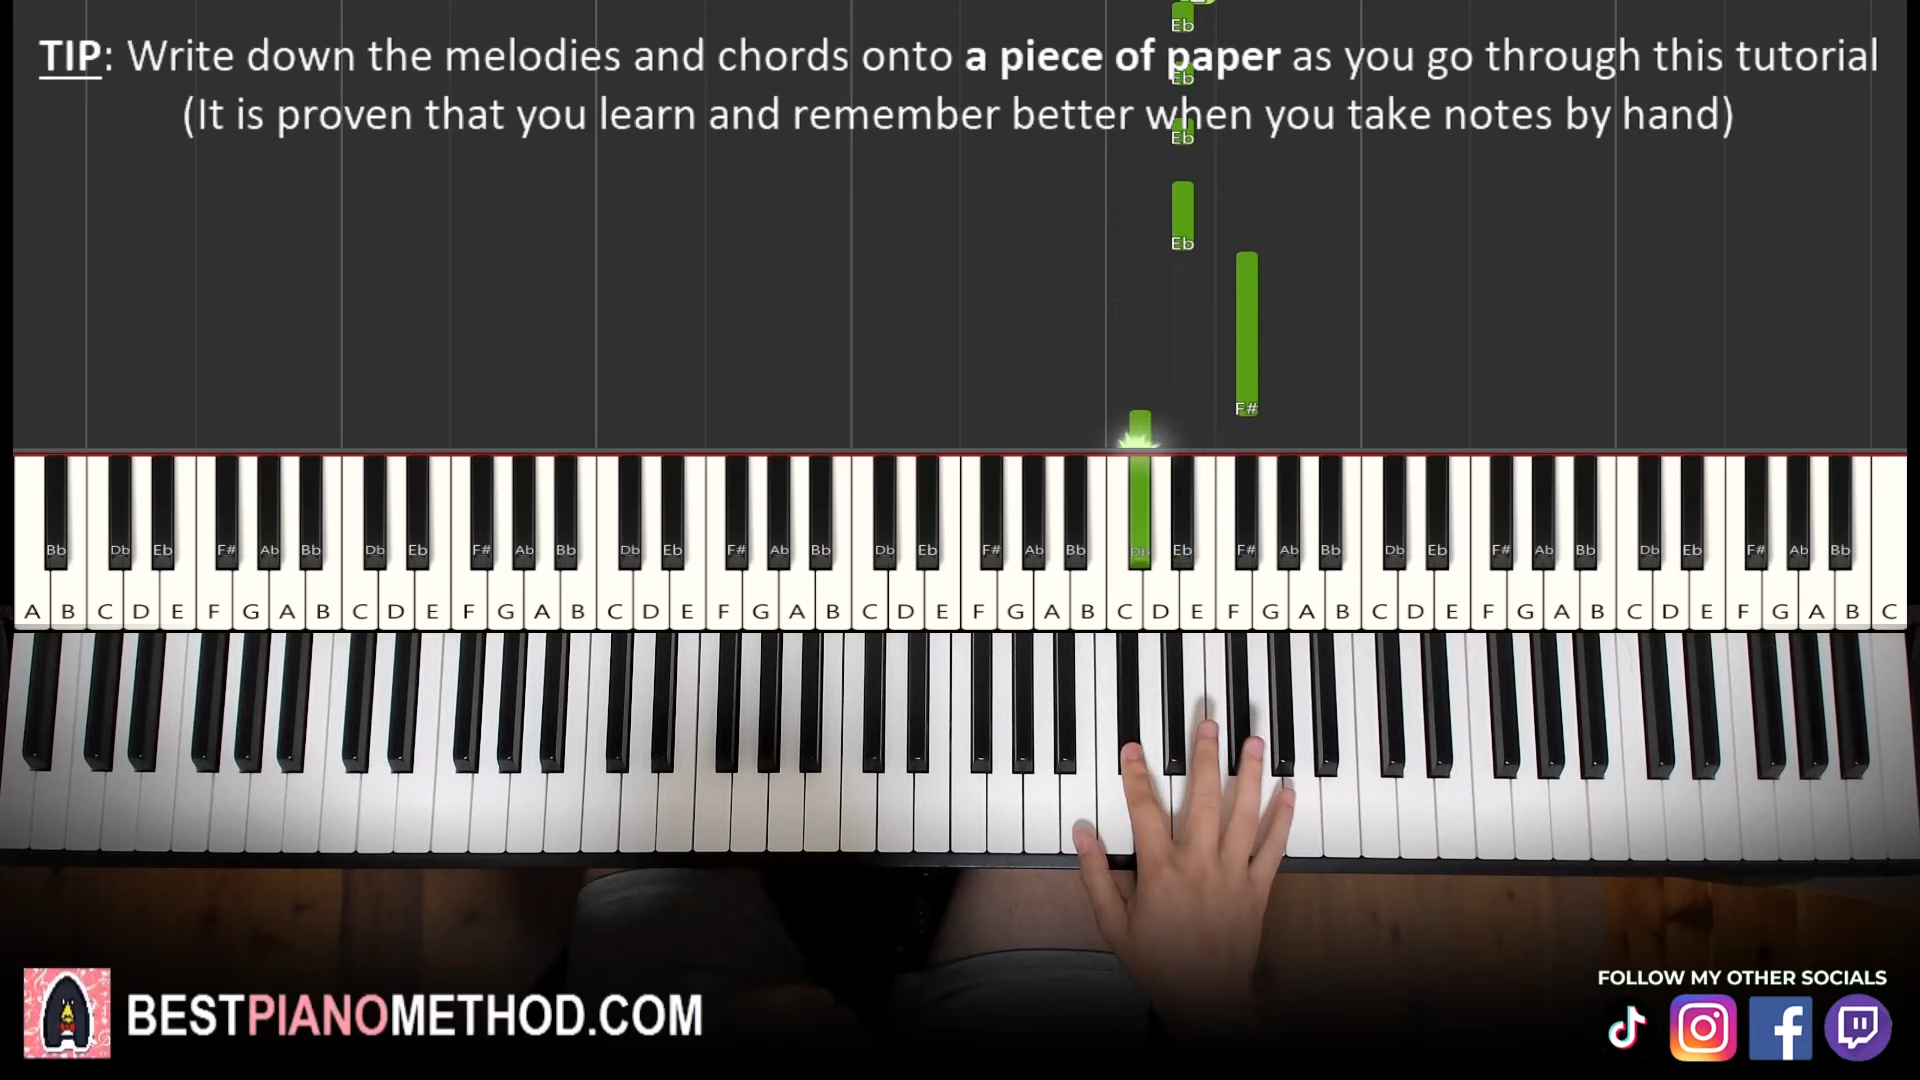 Eb
TIP: Write down the melodies and chords onto a piece of paper as you go through this tutorial
Eb
(It is proven that you learn and remember better when you take notes by hand)
Eb
Eb
F#
Bb Db Eb F# Ab Bb Db Eb F# Ab Bb Db Eb F# Ab Bb Db Eb F# Ab Bb Db Eb F# Ab Bb Db Eb F# Ab Bb Db Eb F# Ab Bb
A B C D E F G A B C D E F G A B C D E F G A B C D E F G A B C D E F G A B C D E F G A B C D E F G A B C
FOLLOW MY OTHER SOCIALS
BESTPIANOMETHOD.COM